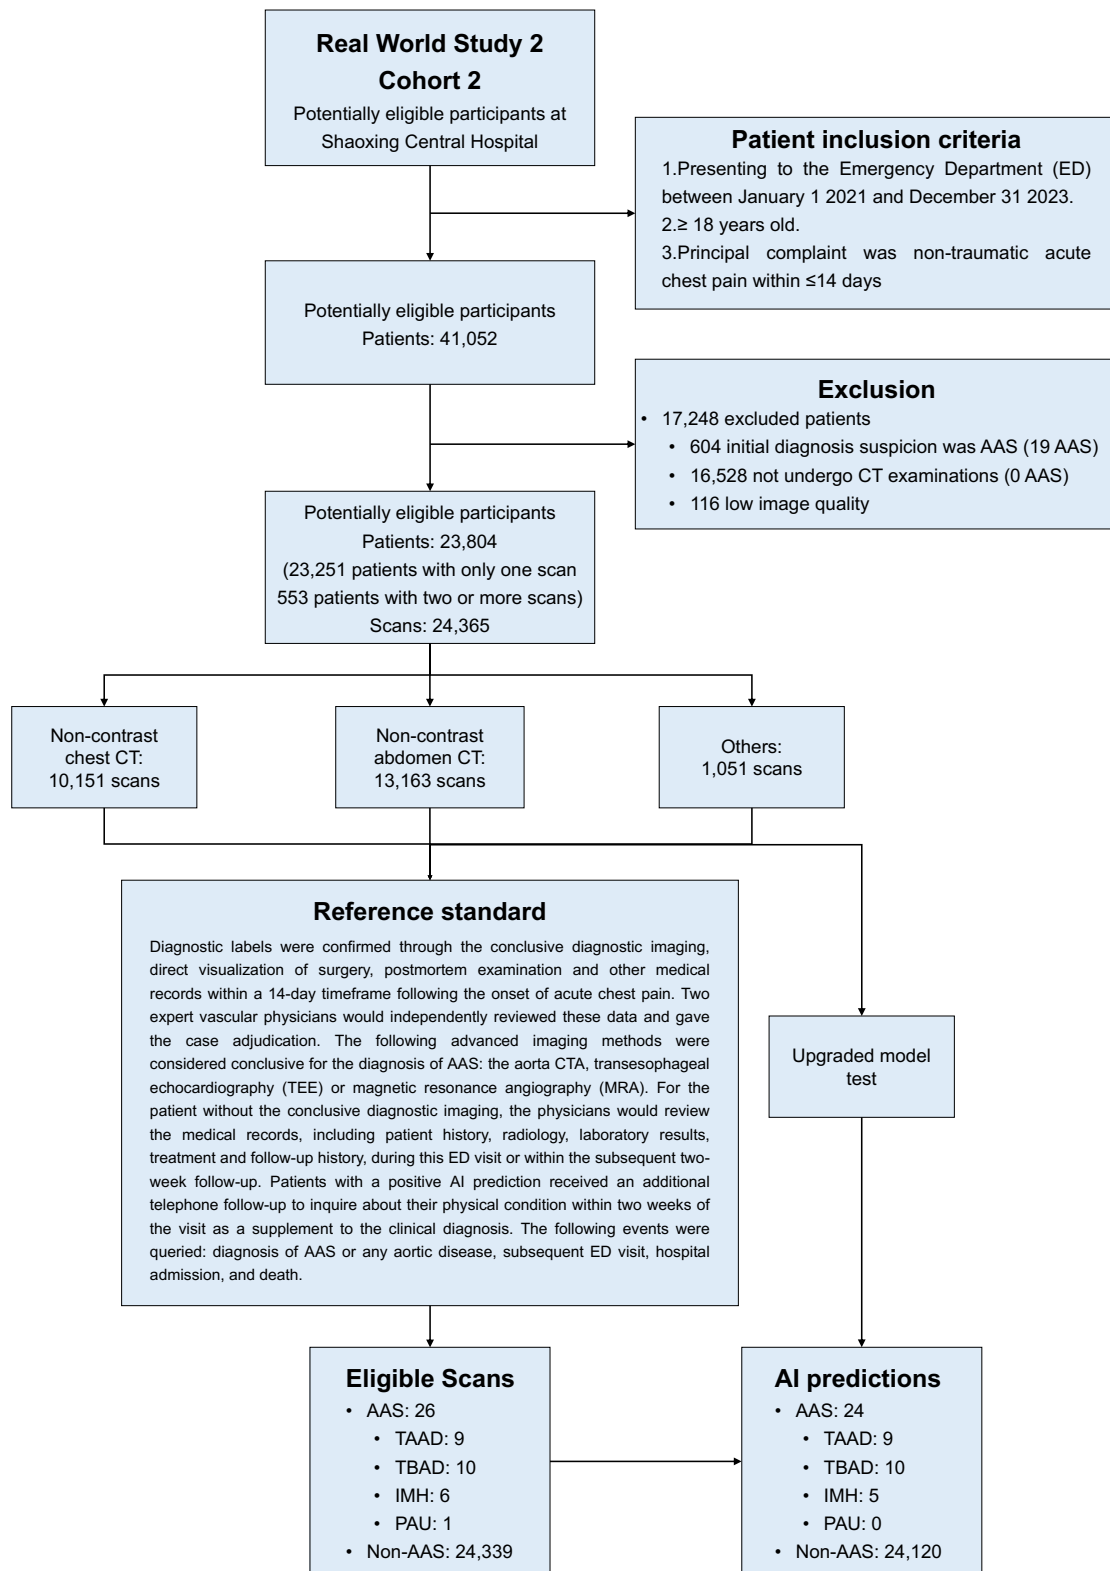 Real World Study 2
Cohort 2
Potentially eligible participants at
Shaoxing Central Hospital
Patient inclusion criteria
1.Presenting to the Emergency Department (ED)
between January 1 2021 and December 31 2023.
2.≥ 18 years old.
3.Principal complaint was non-traumatic acute
chest pain within ≤14 days
Potentially eligible participants
Patients: 41,052
Exclusion
• 17,248 excluded patients
• 604 initial diagnosis suspicion was AAS (19 AAS)
• 16,528 not undergo CT examinations (0 AAS)
• 116 low image quality
Potentially eligible participants
Patients: 23,804
(23,251 patients with only one scan
553 patients with two or more scans)
Scans: 24,365
Non-contrast
chest CT:
10,151 scans
Non-contrast
abdomen CT:
13,163 scans
Others:
1,051 scans
Reference standard
Diagnostic labels were confirmed through the conclusive diagnostic imaging,
direct visualization of surgery, postmortem examination and other medical
records within a 14-day timeframe following the onset of acute chest pain. Two
expert vascular physicians would independently reviewed these data and gave
the case adjudication. The following advanced imaging methods were
considered conclusive for the diagnosis of AAS: the aorta CTA, transesophageal
echocardiography (TEE) or magnetic resonance angiography (MRA). For the
patient without the conclusive diagnostic imaging, the physicians would review
the medical records, including patient history, radiology, laboratory results,
treatment and follow-up history, during this ED visit or within the subsequent two-
week follow-up. Patients with a positive AI prediction received an additional
telephone follow-up to inquire about their physical condition within two weeks of
the visit as a supplement to the clinical diagnosis. The following events were
queried: diagnosis of AAS or any aortic disease, subsequent ED visit, hospital
admission, and death.
Upgraded model
test
Eligible Scans
• AAS: 26
• TAAD: 9
• TBAD: 10
• IMH: 6
• PAU: 1
• Non-AAS: 24,339
AI predictions
• AAS: 24
• TAAD: 9
• TBAD: 10
• IMH: 5
• PAU: 0
• Non-AAS: 24,120